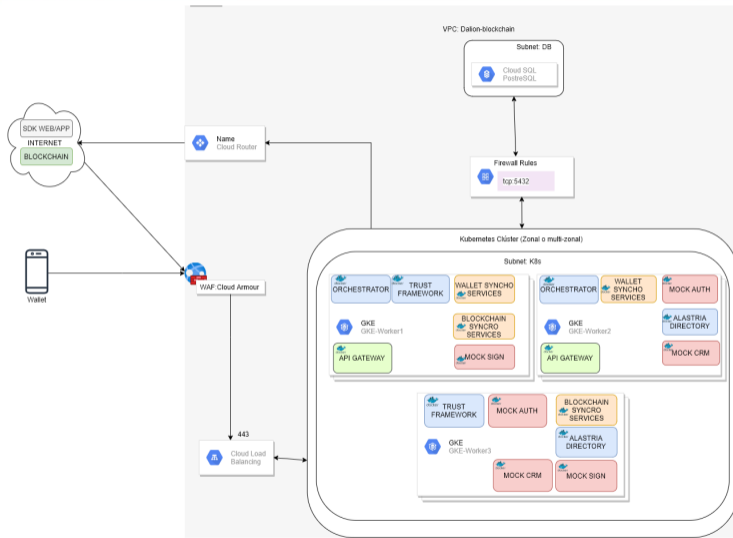 VPC: Dalion-blockchain
Subnet: DB
Cloud SQL
PostreSQL
SDK WEB/APP
INTERNET
BLOCKCHAIN
Name
Cloud Router
Firewall Rules
tcp:5432
Wallet
WAF:Cloud Armour
443
Cloud Load
Balancing
Kubernetes Clúster (Zonal o multi-zonal)
Subnet: K8s
ORCHESTRATOR
TRUST
FRAMEWORK
WALLET SYNCHO
SERVICES
GKE
GKE-Worker1
BLOCKCHAIN
SYNCRO
SERVICES
API GATEWAY
MOCK SIGN
ORCHESTRATOR
WALLET
SYNCHO
SERVICES
MOCK AUTH
GKE
GKE-Worker2
ALASTRIA
DIRECTORY
API GATEWAY
MOCK CRM
TRUST
FRAMEWORK
MOCK AUTH
BLOCKCHAIN
SYNCRO
SERVICES
GKE
GKE-Worker3
ALASTRIA
DIRECTORY
MOCK CRM
MOCK SIGN